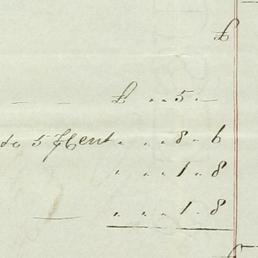 £
— — £ „ „ 5 „ —
do 5 ⅌Cent „ „ 8 „ 6
„ „ 1 „ 8
— „ „ 1 „ 8